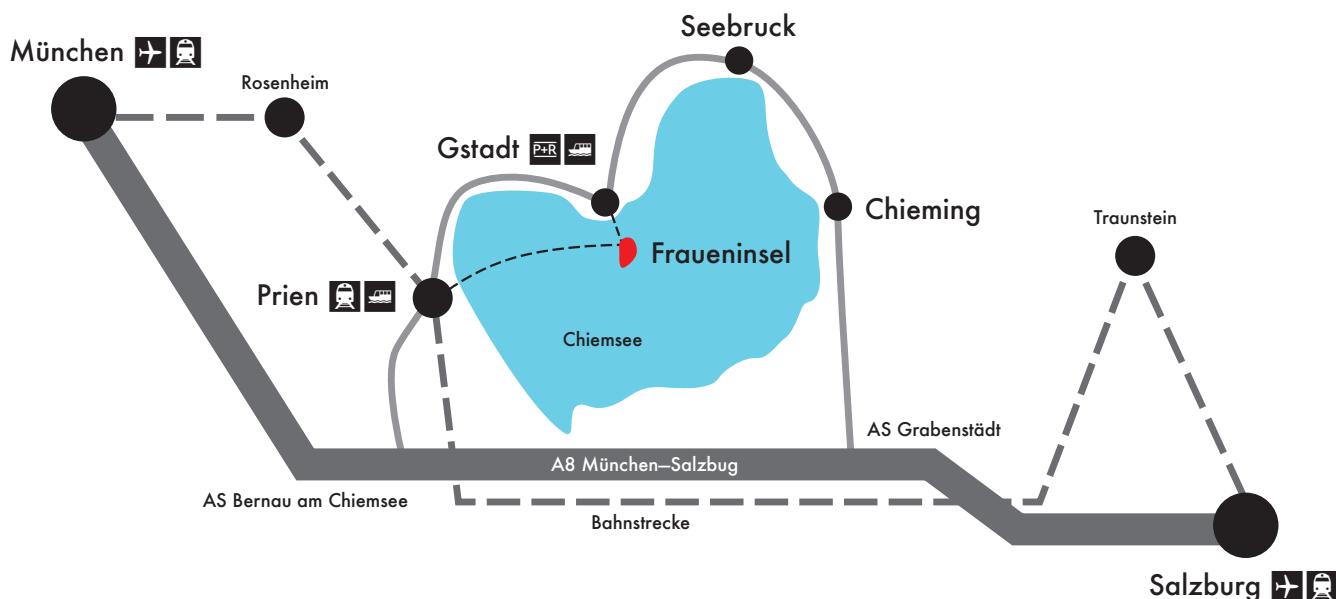 Seebruck
München
Rosenheim
Gstadt P+R
Chieming
Traunstein
Fraueninsel
Prien
Chiemsee
AS Grabenstädt
A8 München–Salzbug
AS Bernau am Chiemsee
Bahnstrecke
Salzburg